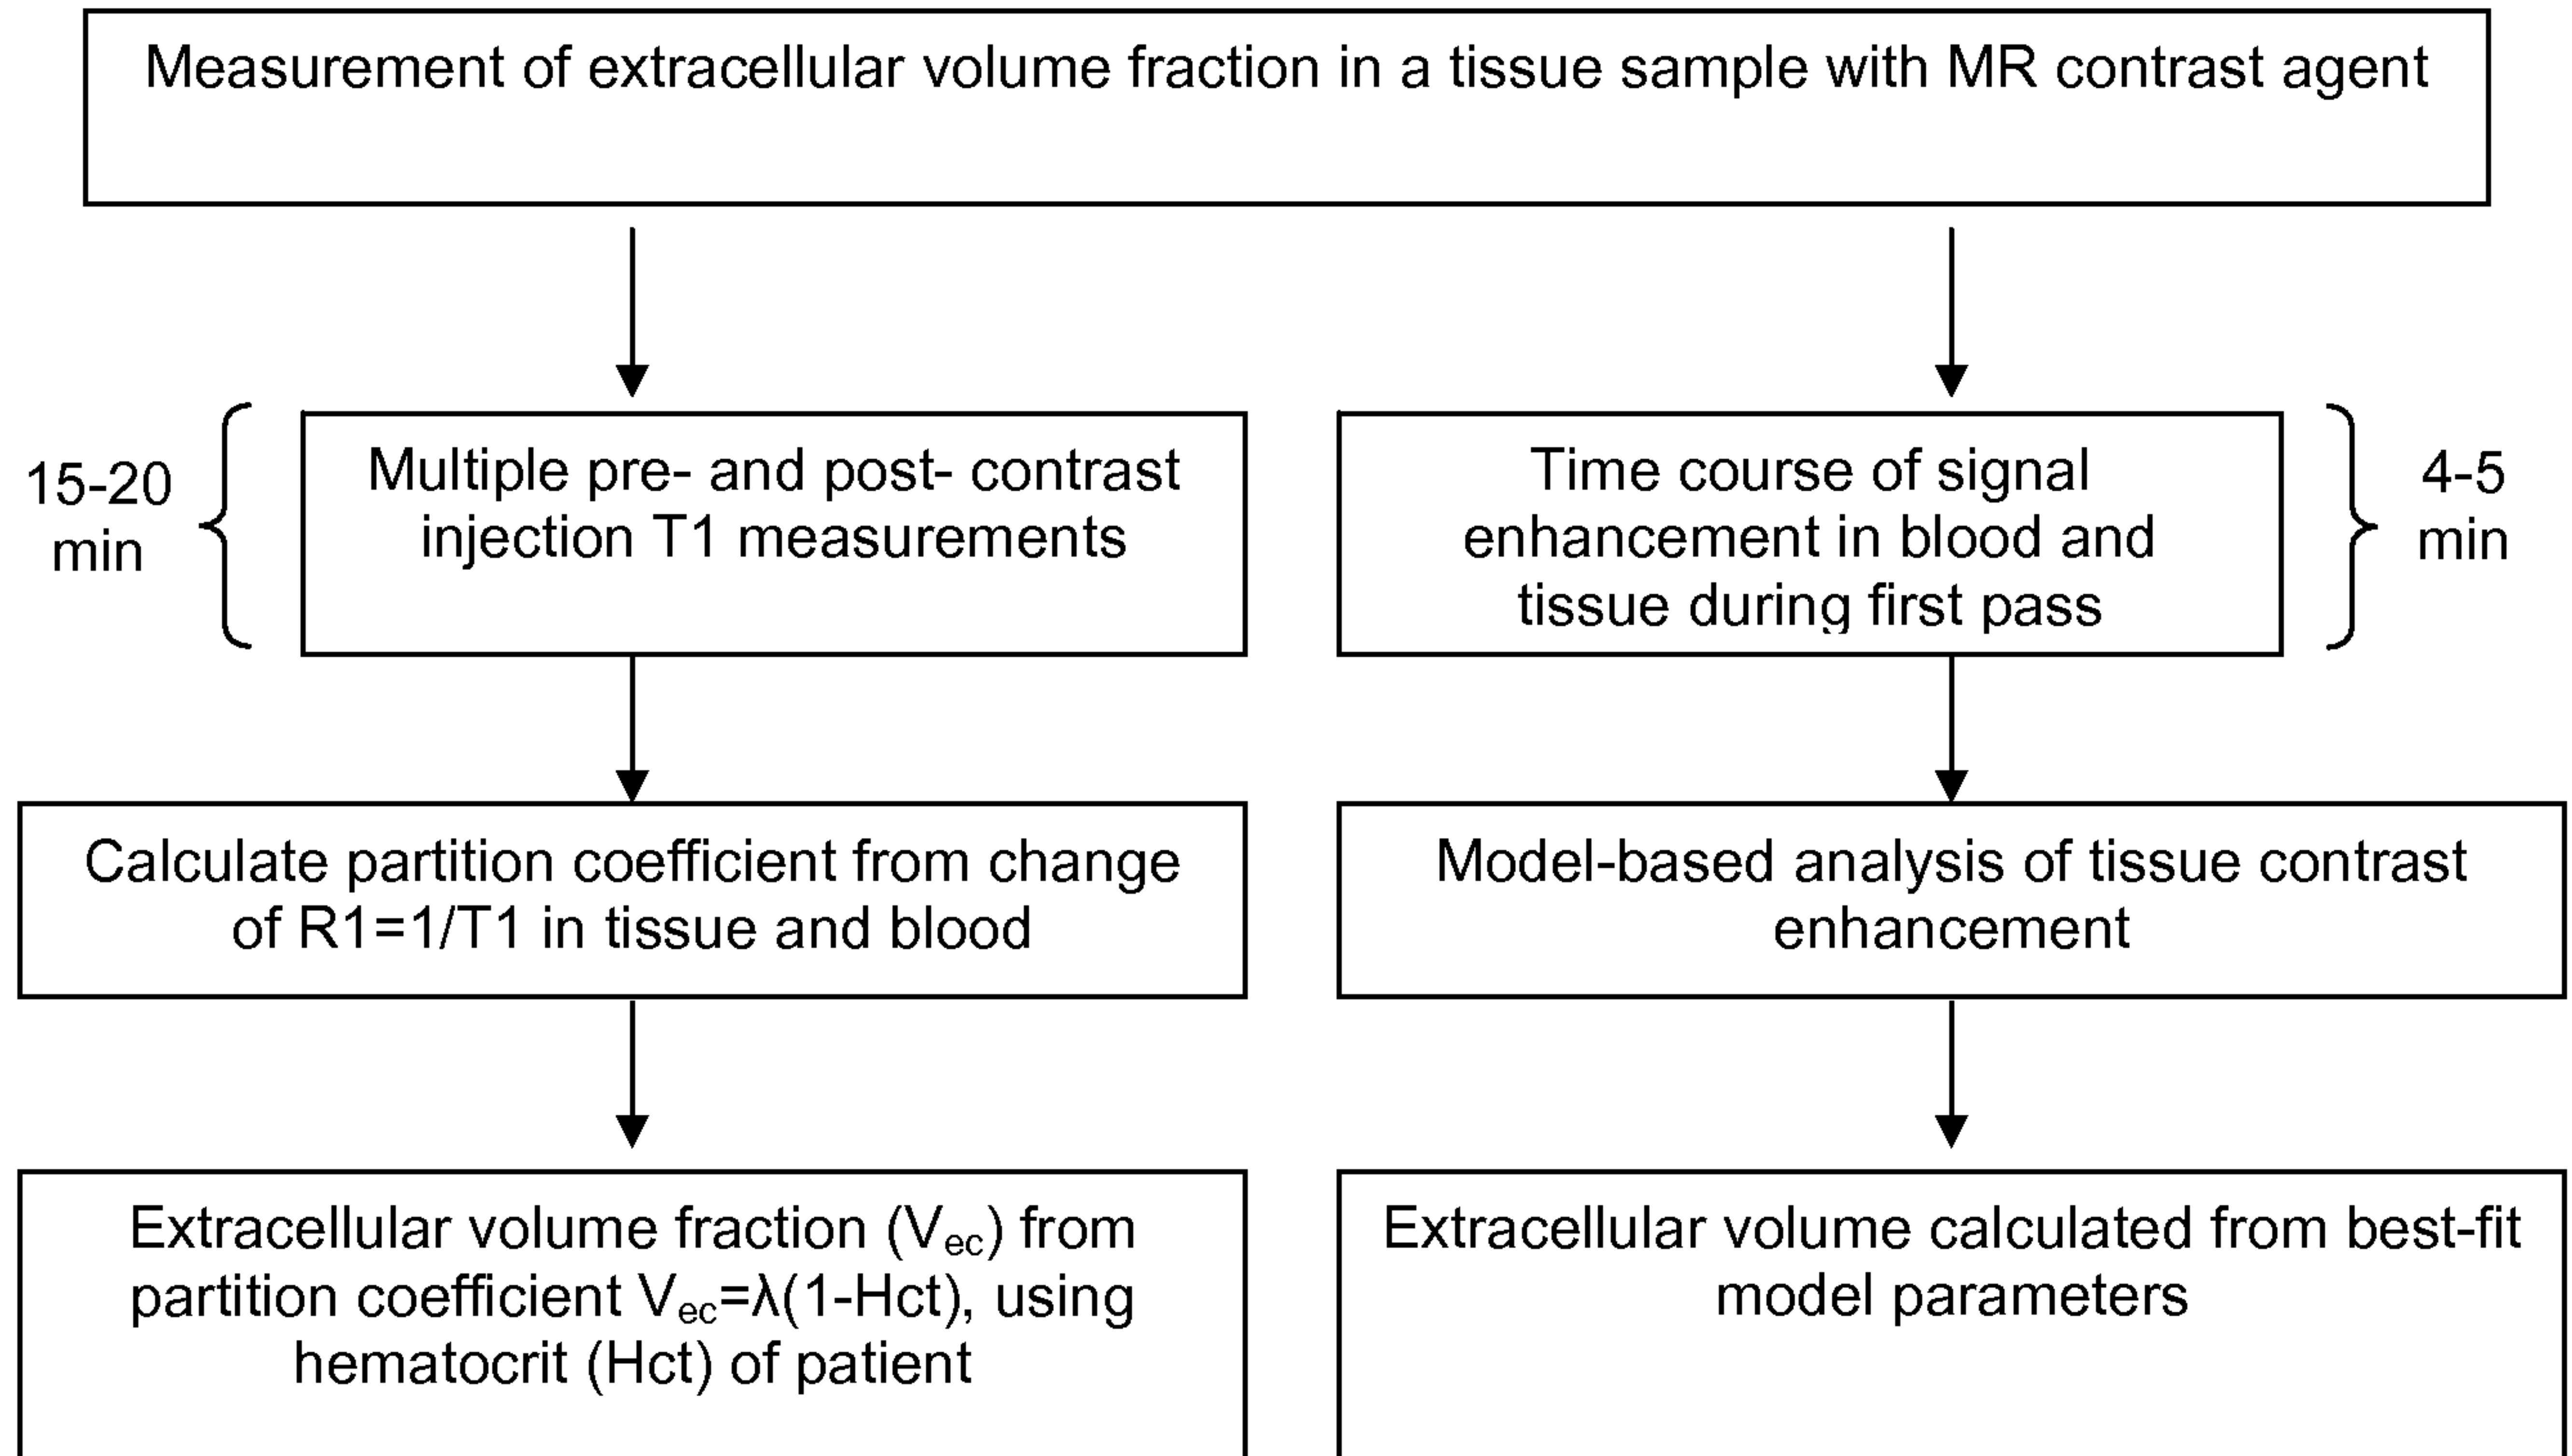 Measurement of extracellular volume fraction in a tissue sample with MR contrast agent
15-20
min
Multiple pre- and post- contrast
injection T1 measurements
Time course of signal
enhancement in blood and
tissue during first pass
4-5
min
Calculate partition coefficient from change
of R1=1/T1 in tissue and blood
Model-based analysis of tissue contrast
enhancement
Extracellular volume fraction (Vec) from
partition coefficient Vec=λ(1-Hct), using
hematocrit (Hct) of patient
Extracellular volume calculated from best-fit
model parameters